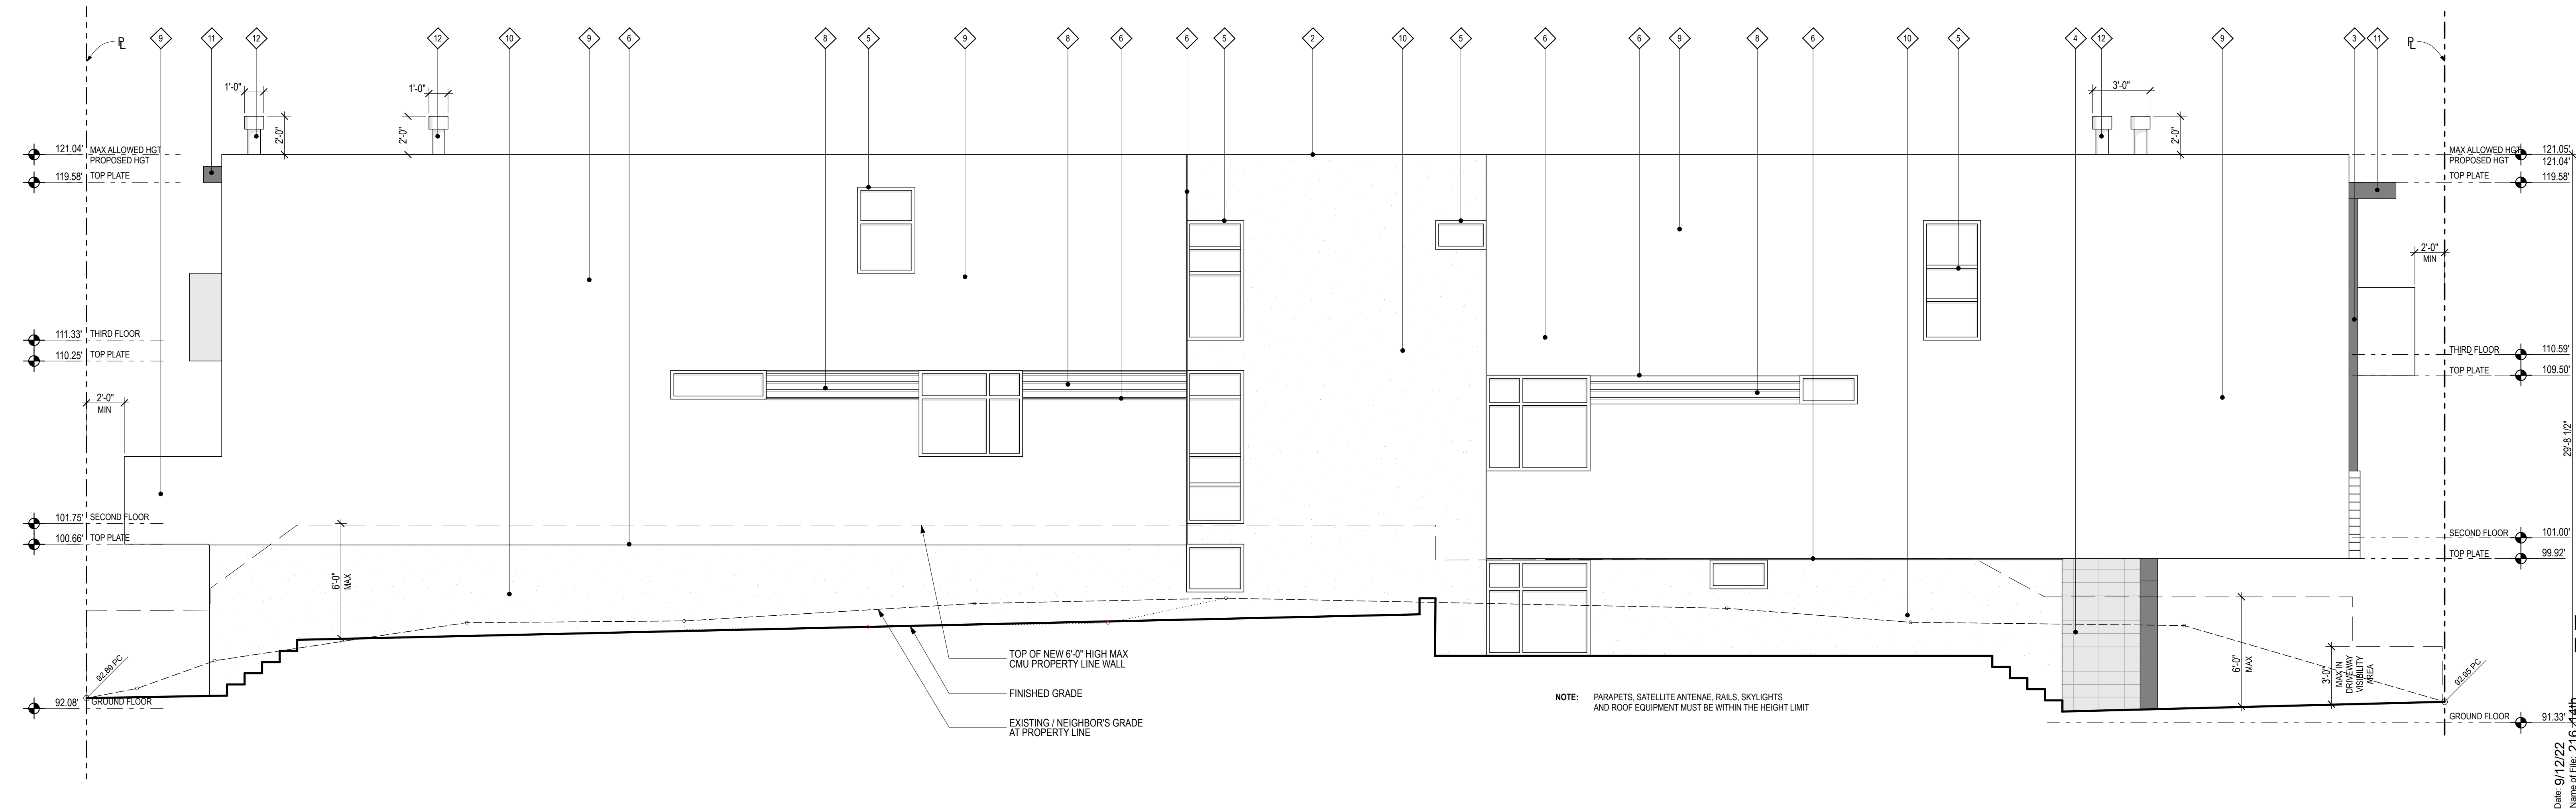 PL
9
11
12
12
10
9
6
8
5
9
8
6
6
5
2
10
5
6
6
9
8
6
10
5
4
12
9
3
11
PL
1'-0"
2'-0"
1'-0"
2'-0"
3'-0"
2'-0"
121.04' MAX ALLOWED HGT
PROPOSED HGT
119.58' TOP PLATE
111.33' THIRD FLOOR
110.25' TOP PLATE
2'-0"
MIN
101.75' SECOND FLOOR
100.66' TOP PLATE
6'-0"
MAX
92.89 PC
92.08' GROUND FLOOR
TOP OF NEW 6'-0" HIGH MAX
CMU PROPERTY LINE WALL
FINISHED GRADE
EXISTING / NEIGHBOR'S GRADE
AT PROPERTY LINE
NOTE: PARAPETS, SATELLITE ANTENAE, RAILS, SKYLIGHTS
AND ROOF EQUIPMENT MUST BE WITHIN THE HEIGHT LIMIT
MAX ALLOWED HGT 121.05'
PROPOSED HGT 121.04'
TOP PLATE 119.58'
2'-0"
MIN
THIRD FLOOR 110.59'
TOP PLATE 109.50'
29'-8 1/2"
SECOND FLOOR 101.00'
TOP PLATE 99.92'
6'-0"
MAX
3'-0"
MAX IN
DRIVEWAY
VISIBILITY
AREA
92.95 PC
GROUND FLOOR 91.33'
Date: 9/12/22
Name of File: 216 14th